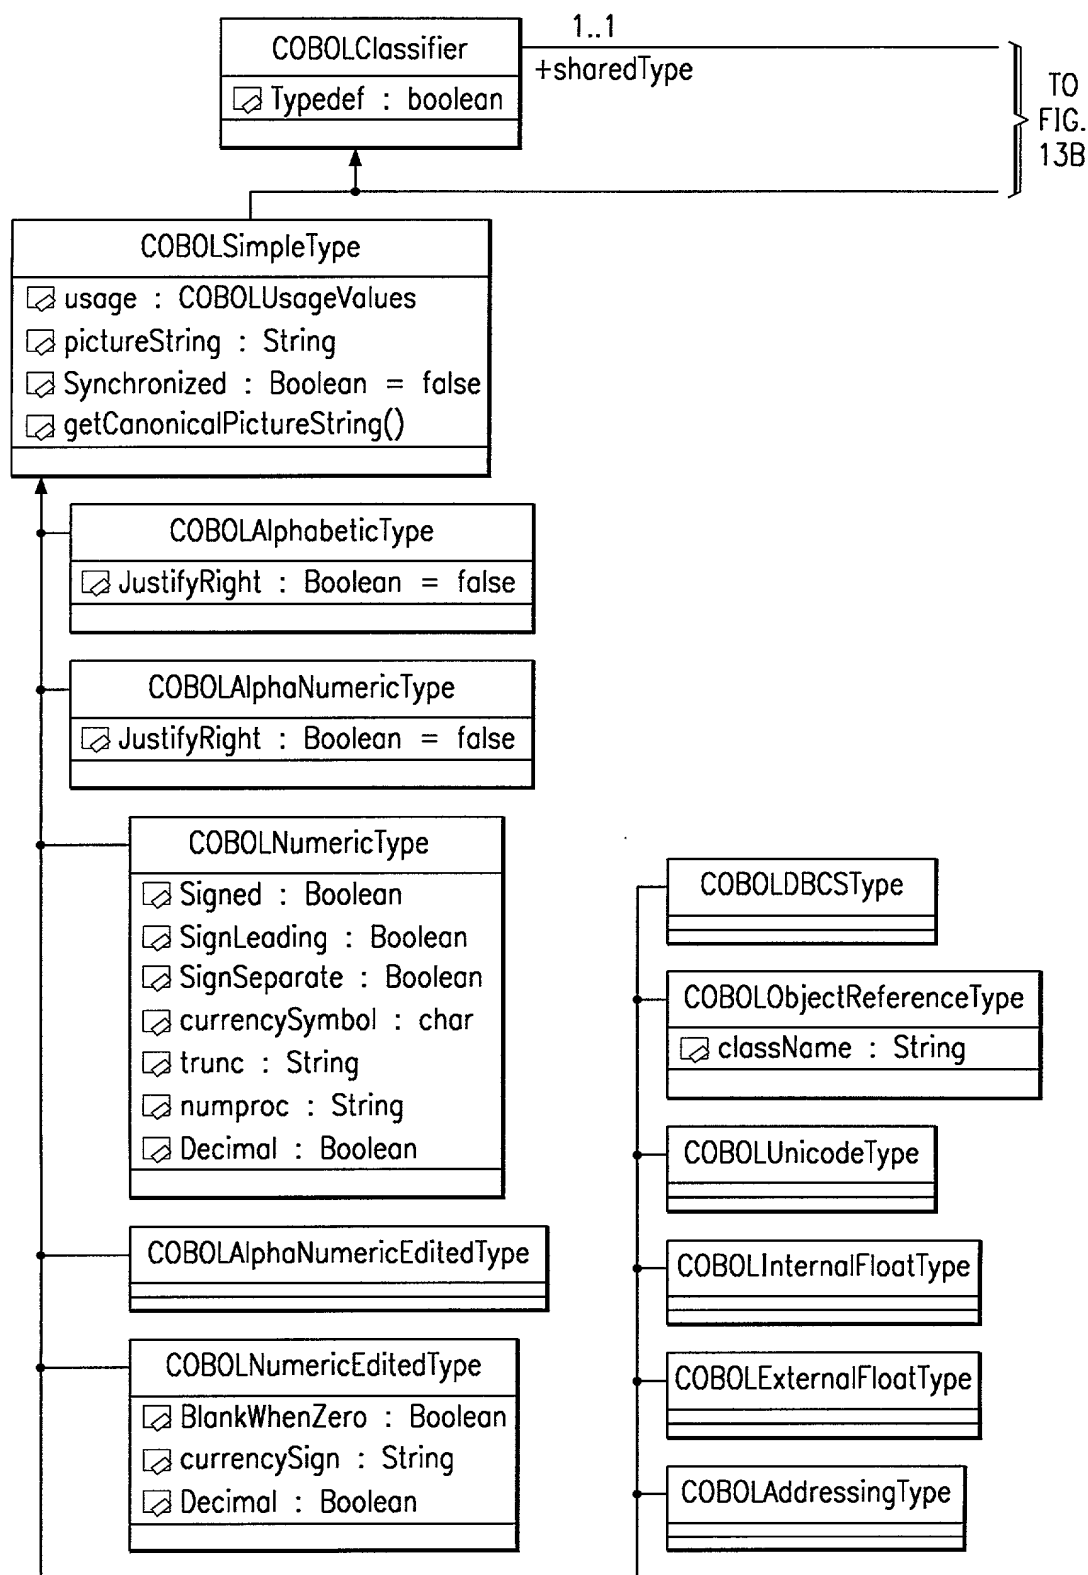 COBOLClassifier
Typedef : boolean
1..1
+sharedType
TO
FIG.
13B
COBOLSimpleType
usage : COBOLUsageValues
pictureString : String
Synchronized : Boolean = false
getCanonicalPictureString()
COBOLAlphabeticType
JustifyRight : Boolean = false
COBOLAlphaNumericType
JustifyRight : Boolean = false
COBOLNumericType
Signed : Boolean
SignLeading : Boolean
SignSeparate : Boolean
currencySymbol : char
trunc : String
numproc : String
Decimal : Boolean
COBOLAlphaNumericEditedType
COBOLNumericEditedType
BlankWhenZero : Boolean
currencySign : String
Decimal : Boolean
COBOLDBCSType
COBOLObjectReferenceType
className : String
COBOLUnicodeType
COBOLInternalFloatType
COBOLExternalFloatType
COBOLAddressingType